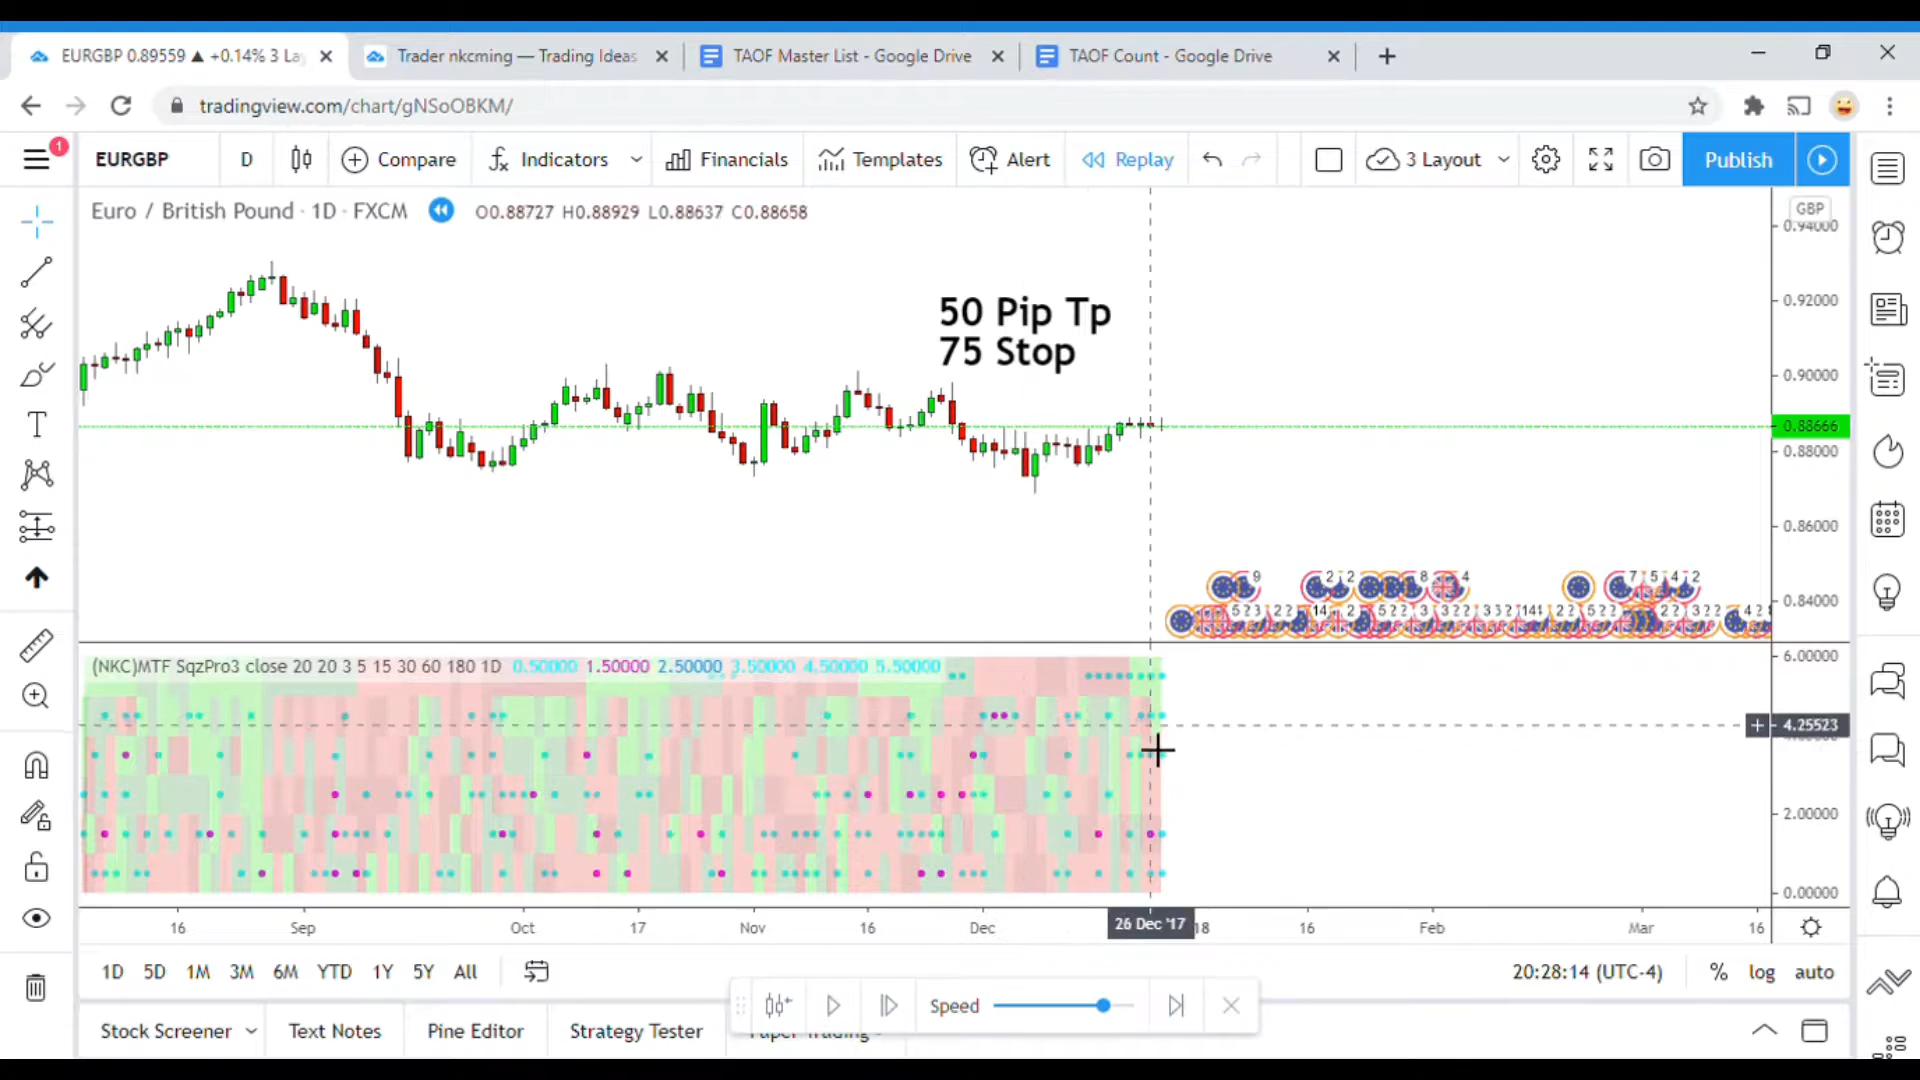 EURGBP 0.89559 ▲ +0.14% 3 La
Trader nkcming — Trading Ideas
TAOF Master List - Google Drive
TAOF Count - Google Drive
tradingview.com/chart/gNSoOBKM/
1
EURGBP D Compare Indicators Financials Templates Alert Replay 3 Layout Publish
Euro / British Pound · 1D · FXCM O0.88727 H0.88929 L0.88637 C0.88658
GBP
0.94000
0.92000
50 Pip Tp
75 Stop
0.90000
0.88666
0.88000
0.86000
0.84000
(NKC)MTF SqzPro3 close 20 20 3 5 15 30 60 180 1D 0.50000 1.50000 2.50000 3.50000 4.50000 5.50000
6.00000
4.25523
2.00000
0.00000
16 Sep Oct 17 Nov 16 Dec 26 Dec '17 18 16 Feb Mar 16
1D 5D 1M 3M 6M YTD 1Y 5Y All
20:28:14 (UTC-4) % log auto
Speed
Stock Screener Text Notes Pine Editor Strategy Tester Paper Trading